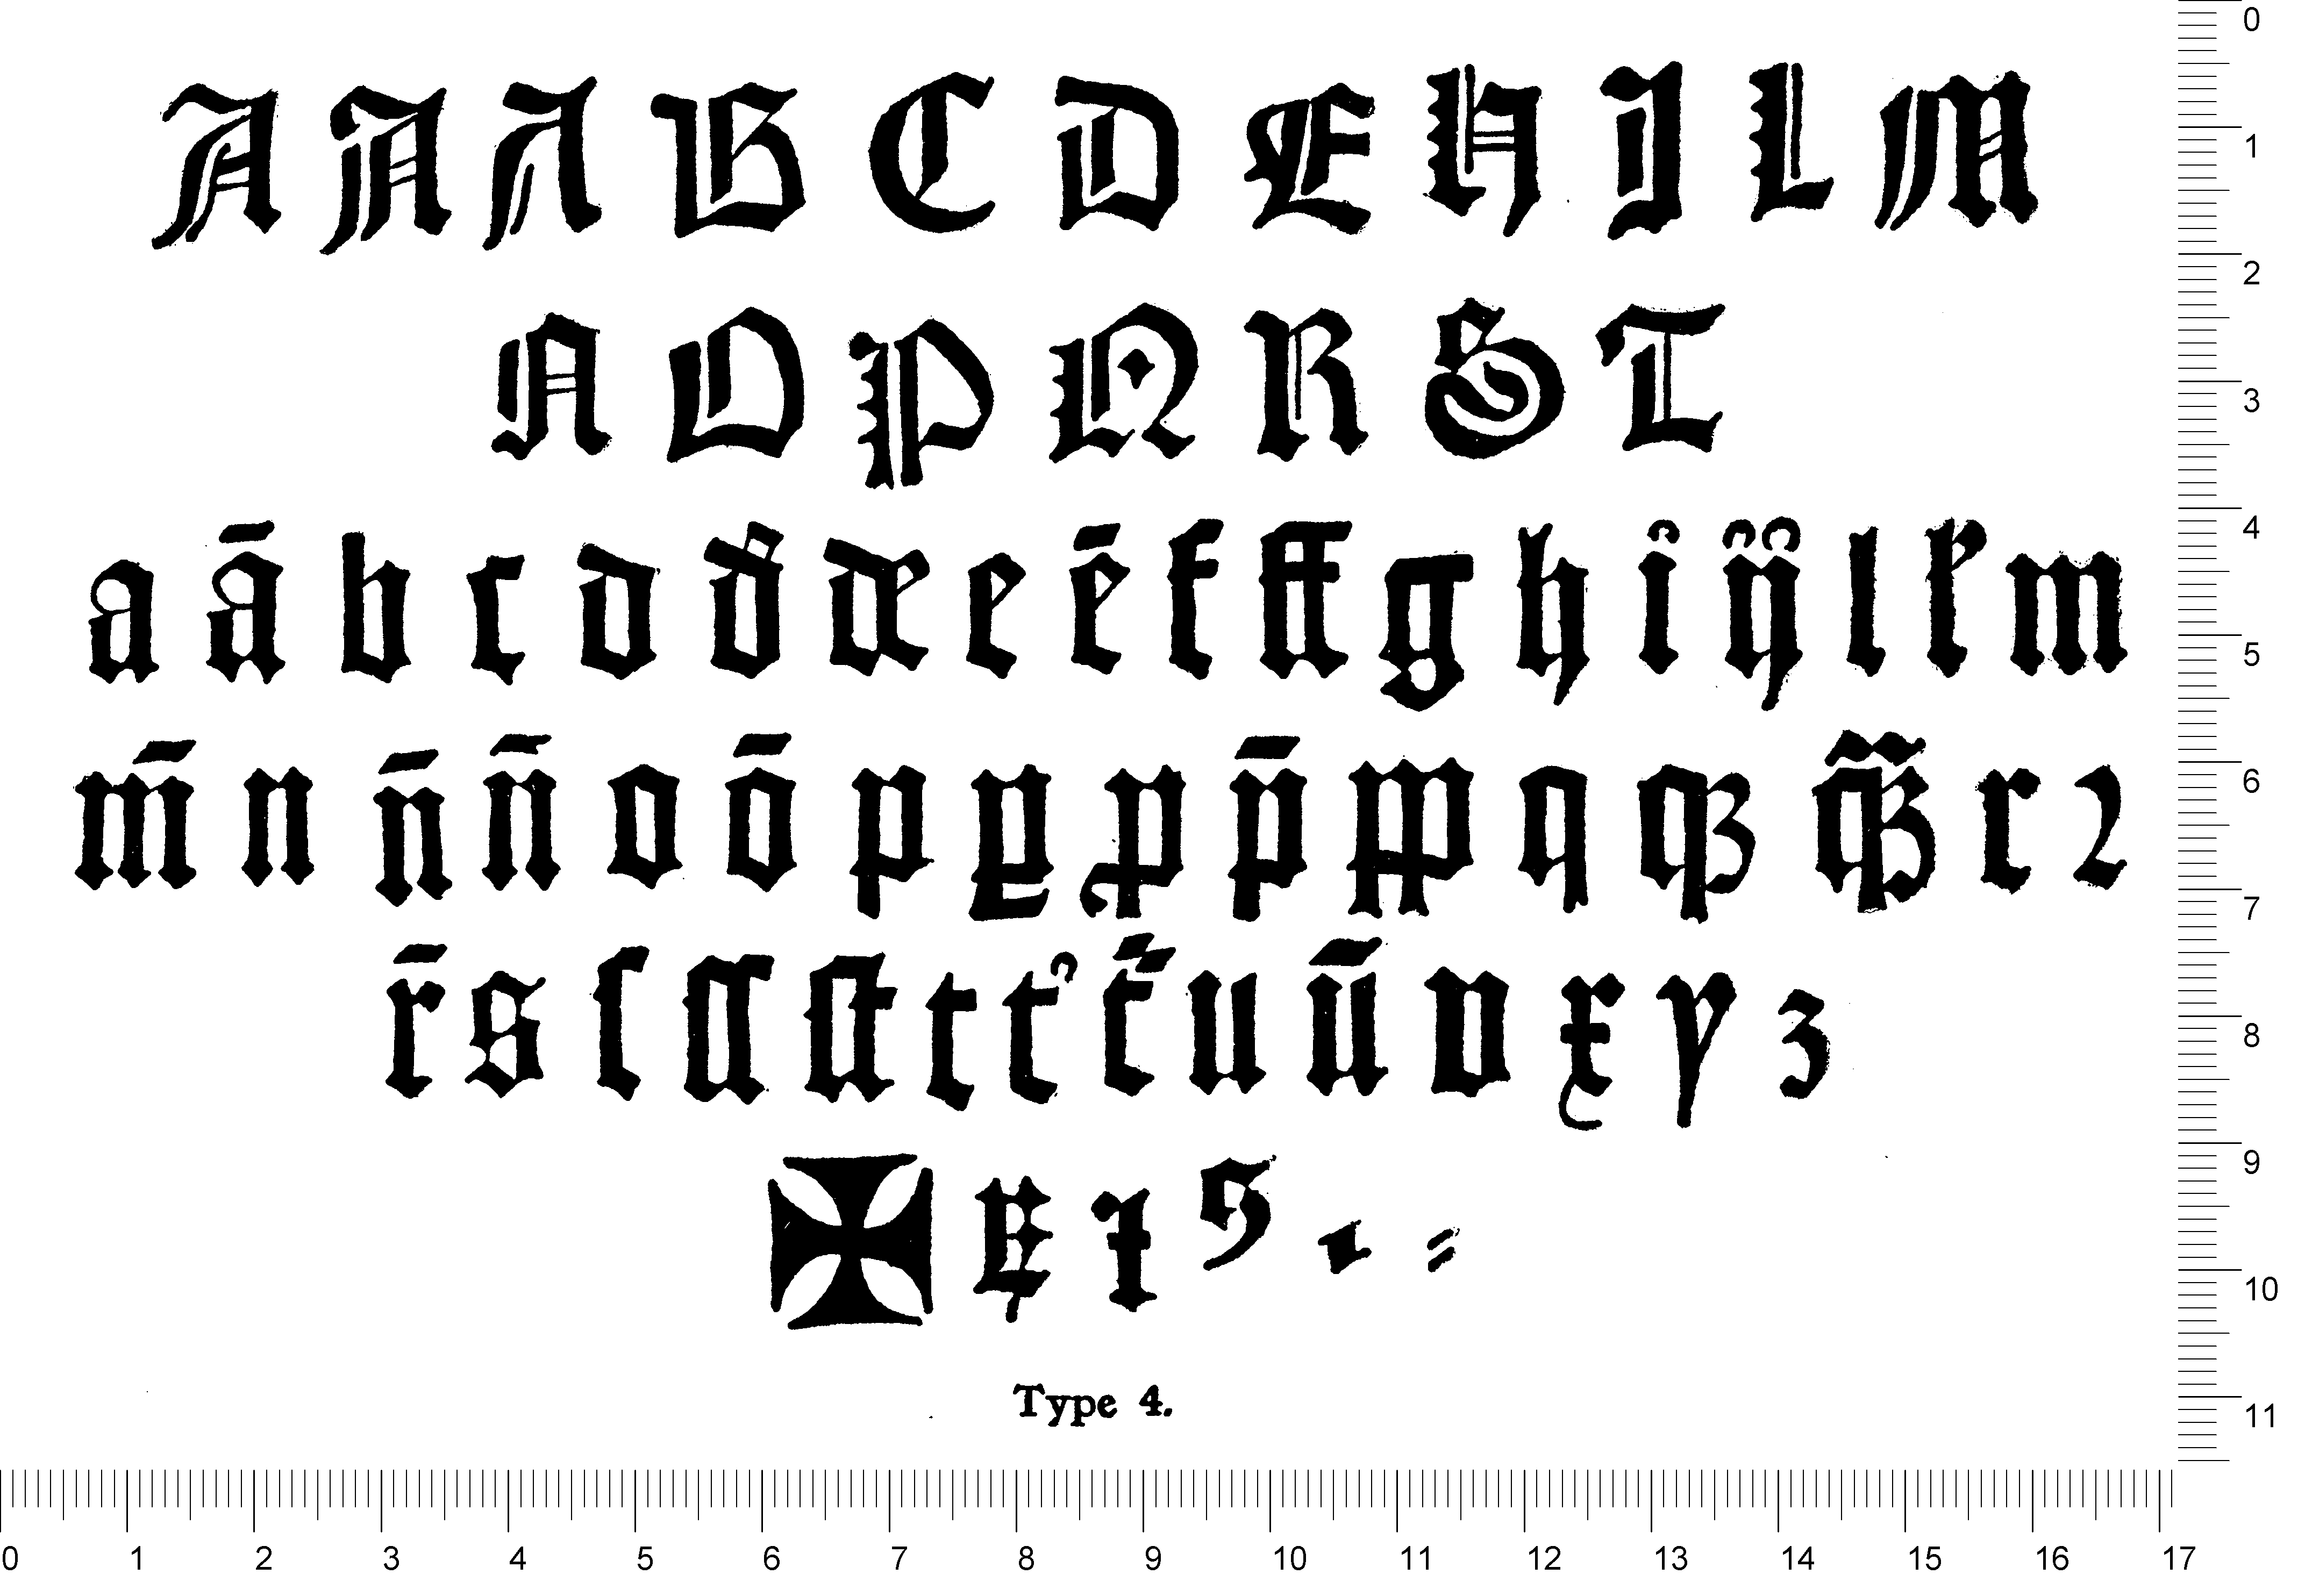 A A A B C D E H I L M
N O P Q R S T
a ā b c d đ de e ē f ff g h i l m
m̄ n n̄ n̄ o ō p ꝑ ꝓ p̄ pp q r ꝛ
r̄ s ſ ſſ ſt t t̄ u ū v x y z
✠
Type 4.
0
1
2
3
4
5
6
7
8
9
10
11
0 1 2 3 4 5 6 7 8 9 10 11 12 13 14 15 16 17